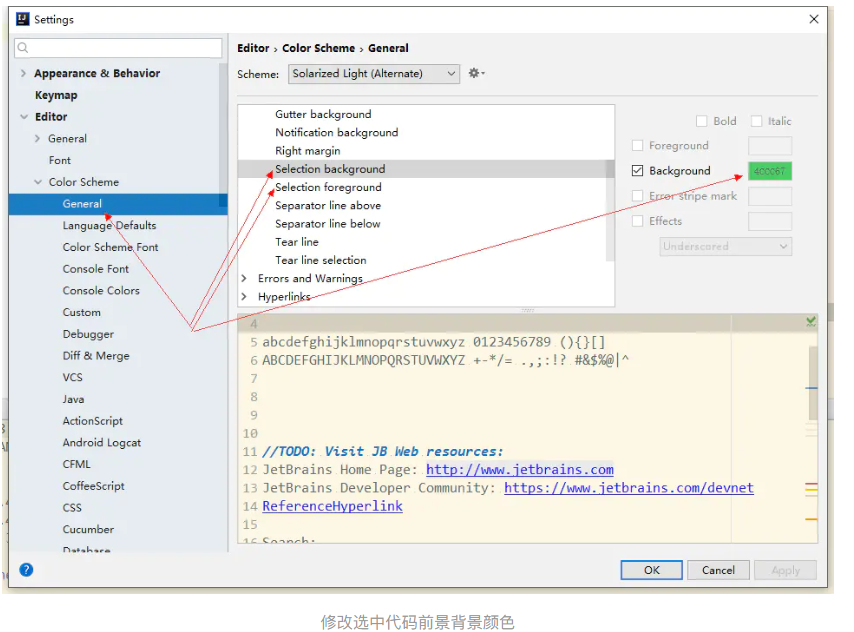 Settings
Appearance & Behavior
Keymap
Editor
General
Font
Color Scheme
General
Language Defaults
Color Scheme Font
Console Font
Console Colors
Custom
Debugger
Diff & Merge
VCS
Java
ActionScript
Android Logcat
CFML
CoffeeScript
CSS
Cucumber
Database
Editor › Color Scheme › General
Scheme: Solarized Light (Alternate)
Gutter background
Notification background
Right margin
Selection background
Selection foreground
Separator line above
Separator line below
Tear line
Tear line selection
Errors and Warnings
Hyperlinks
Bold Italic
Foreground
Background
Error stripe mark
Effects
Underscored
4
5 abcdefghijklmnopqrstuvwxyz 0123456789 (){}[]
6 ABCDEFGHIJKLMNOPQRSTUVWXYZ +-*/= .,;:!? #&$%@|^
7
8
9
10
11 //TODO: Visit JB Web resources:
12 JetBrains Home Page: http://www.jetbrains.com
13 JetBrains Developer Community: https://www.jetbrains.com/devnet
14 ReferenceHyperlink
15
16 Search:
? OK Cancel Apply
修改选中代码前景背景颜色